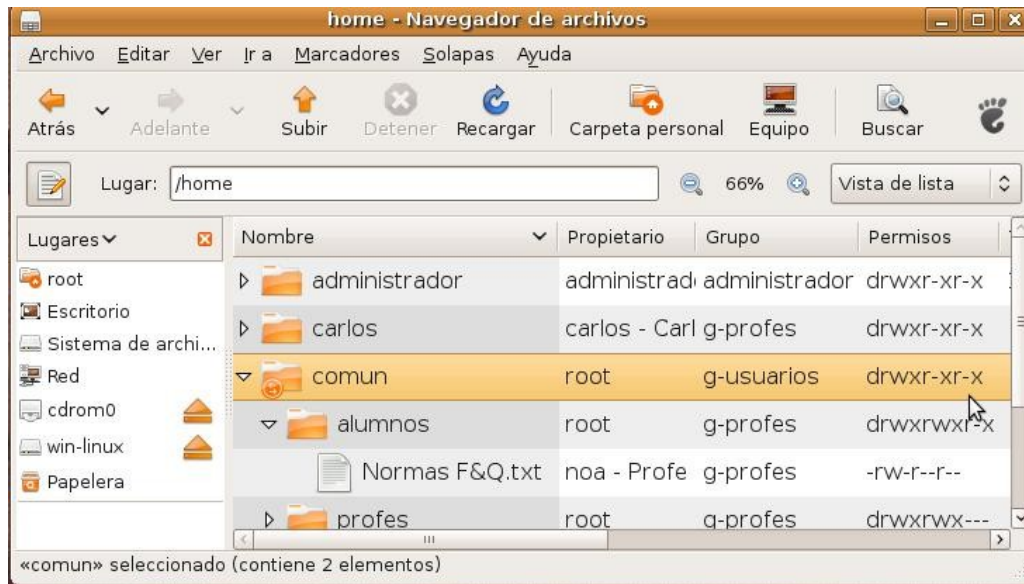 home - Navegador de archivos
Archivo Editar Ver Ir a Marcadores Solapas Ayuda
Atrás Adelante Subir Detener Recargar Carpeta personal Equipo Buscar
Lugar: /home 66% Vista de lista
Lugares Nombre Propietario Grupo Permisos
root
Escritorio
Sistema de archi...
Red
cdrom0
win-linux
Papelera
administrador administrad administrador drwxr-xr-x
carlos carlos - Carl g-profes drwxr-xr-x
comun root g-usuarios drwxr-xr-x
alumnos root g-profes drwxrwxr-x
Normas F&Q.txt noa - Profe g-profes -rw-r--r--
profes root g-profes drwxrwx---
«comun» seleccionado (contiene 2 elementos)